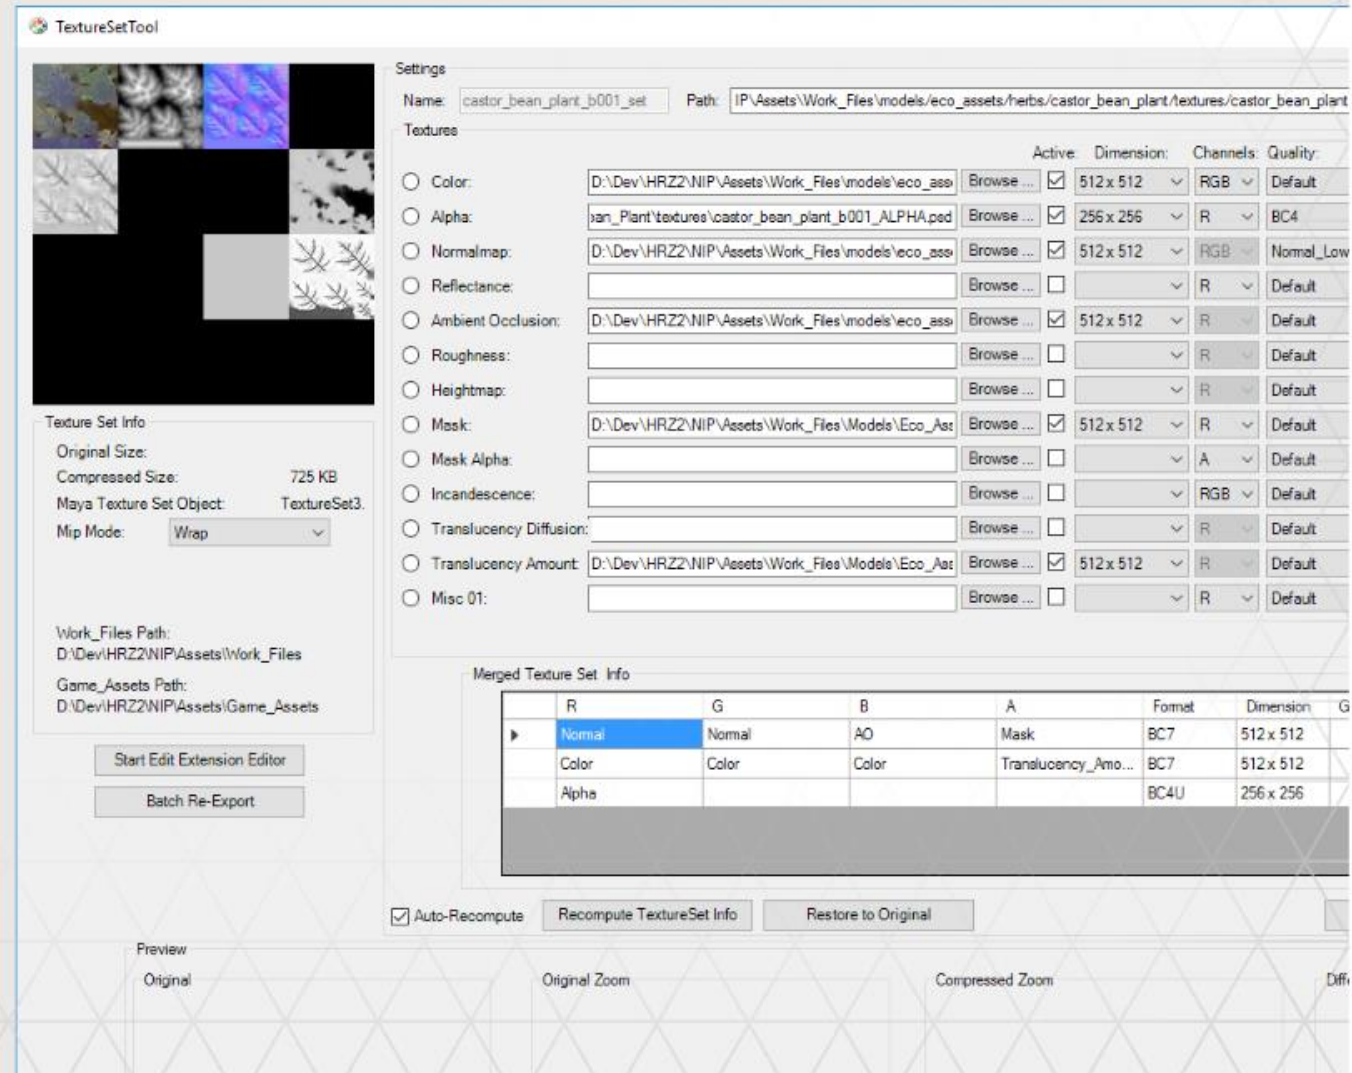 TextureSetTool
Settings
Name: castor_bean_plant_b001_set Path: IP\Assets\Work_Files\models/eco_assets/herbs/castor_bean_plant/textures/castor_bean_plant
Textures
Active: Dimension: Channels: Quality:
Color: D:\Dev\HRZ2\NIP\Assets\Work_Files\models\eco_ass Browse ... 512 x 512 RGB Default
Alpha: an_Plant\textures\castor_bean_plant_b001_ALPHA.psd Browse ... 256 x 256 R BC4
Normalmap: D:\Dev\HRZ2\NIP\Assets\Work_Files\models\eco_ass Browse ... 512 x 512 RGB Normal_Low
Reflectance: Browse ... R Default
Ambient Occlusion: D:\Dev\HRZ2\NIP\Assets\Work_Files\models\eco_ass Browse ... 512 x 512 R Default
Roughness: Browse ... R Default
Heightmap: Browse ... R Default
Mask: D:\Dev\HRZ2\NIP\Assets\Work_Files\Models\Eco_Ass Browse ... 512 x 512 R Default
Mask Alpha: Browse ... A Default
Incandescence: Browse ... RGB Default
Translucency Diffusion: Browse ... R Default
Translucency Amount: D:\Dev\HRZ2\NIP\Assets\Work_Files\Models\Eco_Ass Browse ... 512 x 512 R Default
Misc 01: Browse ... R Default
Texture Set Info
Original Size:
Compressed Size: 725 KB
Maya Texture Set Object: TextureSet3.
Mip Mode: Wrap
Work_Files Path:
D:\Dev\HRZ2\NIP\Assets\Work_Files
Game_Assets Path:
D:\Dev\HRZ2\NIP\Assets\Game_Assets
Start Edit Extension Editor
Batch Re-Export
Merged Texture Set Info
R G B A Format Dimension G
Normal Normal AO Mask BC7 512 x 512
Color Color Color Translucency_Amo... BC7 512 x 512
Alpha BC4U 256 x 256
Auto-Recompute Recompute TextureSet Info Restore to Original
Preview
Original Original Zoom Compressed Zoom Diff